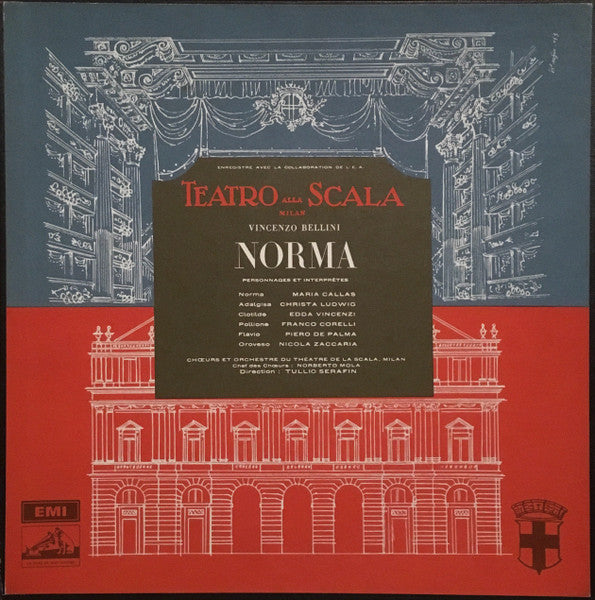 ENREGISTRÉ AVEC LA COLLABORATION DE L'E.A.
TEATRO ALLA SCALA
MILAN
VINCENZO BELLINI
NORMA
PERSONNAGES ET INTERPRÈTES
Norma MARIA CALLAS
Adalgisa CHRISTA LUDWIG
Clotilde EDDA VINCENZI
Pollione FRANCO CORELLI
Flavio PIERO DE PALMA
Oroveso NICOLA ZACCARIA
CHŒURS ET ORCHESTRE DU THÉATRE DE LA SCALA, MILAN
Chef des Chœurs : NORBERTO MOLA
Direction : TULLIO SERAFIN
EMI